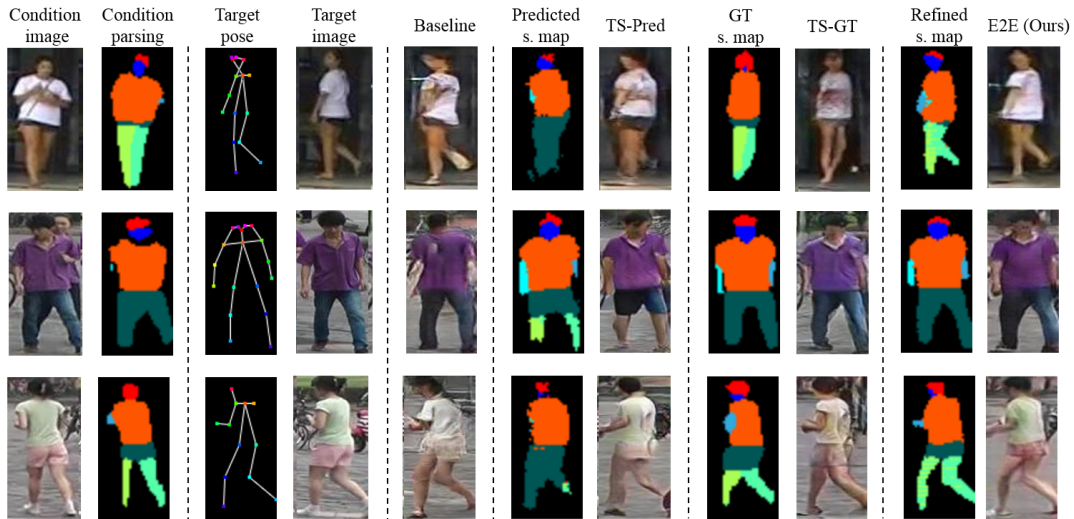 Condition
image
Condition
parsing
Target
pose
Target
image
Baseline
Predicted
s. map
TS-Pred
GT
s. map
TS-GT
Refined
s. map
E2E (Ours)